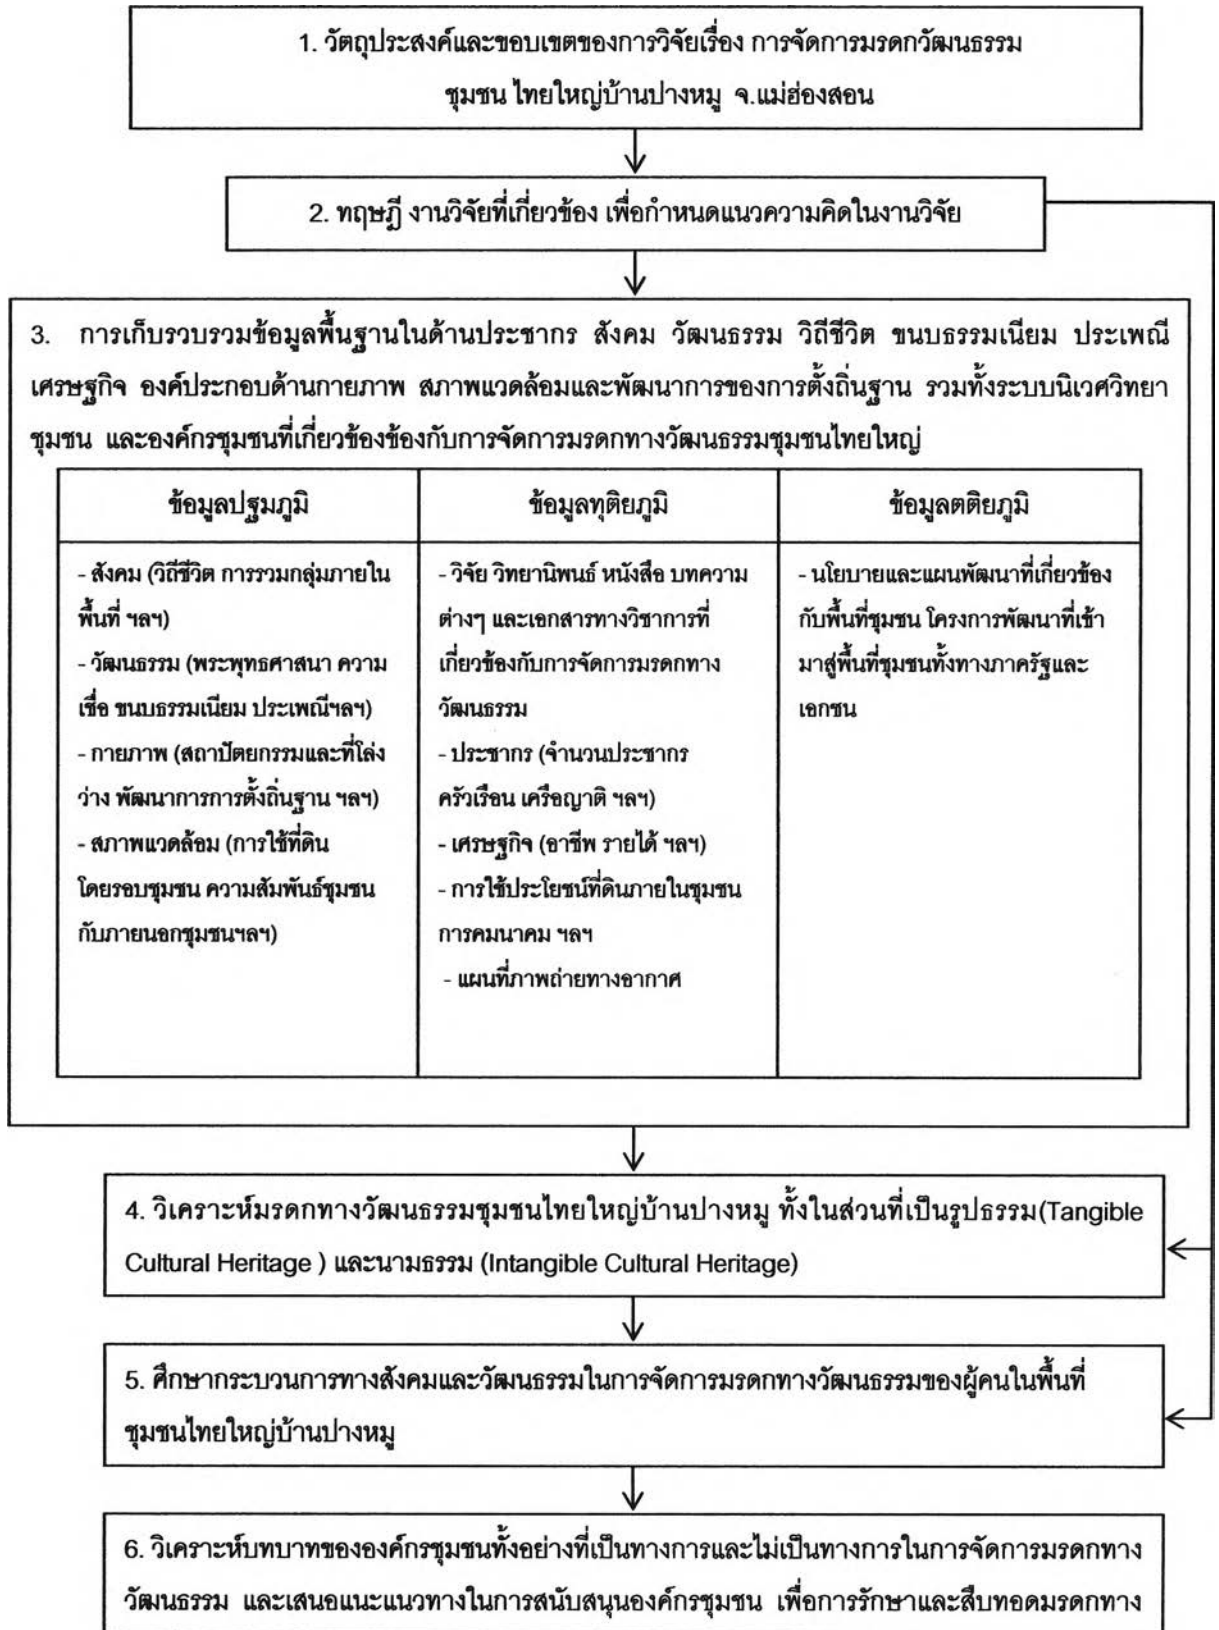 1. วัตถุประสงค์และขอบเขตของการวิจัยเรื่อง การจัดการมรดกวัฒนธรรม
ชุมชน ไทยใหญ่บ้านปางหมู จ.แม่ฮ่องสอน
2. ทฤษฎี งานวิจัยที่เกี่ยวข้อง เพื่อกำหนดแนวความคิดในงานวิจัย
3. การเก็บรวบรวมข้อมูลพื้นฐานในด้านประชากร สังคม วัฒนธรรม วิถีชีวิต ขนบธรรมเนียม ประเพณี
เศรษฐกิจ องค์ประกอบด้านกายภาพ สภาพแวดล้อมและพัฒนาการของการตั้งถิ่นฐาน รวมทั้งระบบนิเวศวิทยา
ชุมชน และองค์กรชุมชนที่เกี่ยวข้องข้องกับการจัดการมรดกทางวัฒนธรรมชุมชนไทยใหญ่
ข้อมูลปฐมภูมิ
- สังคม (วิถีชีวิต การรวมกลุ่มภายใน
พื้นที่ ฯลฯ)
- วัฒนธรรม (พระพุทธศาสนา ความ
เชื่อ ขนบธรรมเนียม ประเพณีฯลฯ)
- กายภาพ (สถาปัตยกรรมและที่โล่ง
ว่าง พัฒนาการการตั้งถิ่นฐาน ฯลฯ)
- สภาพแวดล้อม (การใช้ที่ดิน
โดยรอบชุมชน ความสัมพันธ์ชุมชน
กับภายนอกชุมชนฯลฯ)
ข้อมูลทุติยภูมิ
- วิจัย วิทยานิพนธ์ หนังสือ บทความ
ต่างๆ และเอกสารทางวิชาการที่
เกี่ยวข้องกับการจัดการมรดกทาง
วัฒนธรรม
- ประชากร (จำนวนประชากร
ครัวเรือน เครือญาติ ฯลฯ)
- เศรษฐกิจ (อาชีพ รายได้ ฯลฯ)
- การใช้ประโยชน์ที่ดินภายในชุมชน
การคมนาคม ฯลฯ
- แผนที่ภาพถ่ายทางอากาศ
ข้อมูลตติยภูมิ
- นโยบายและแผนพัฒนาที่เกี่ยวข้อง
กับพื้นที่ชุมชน โครงการพัฒนาที่เข้า
มาสู่พื้นที่ชุมชนทั้งทางภาครัฐและ
เอกชน
4. วิเคราะห์มรดกทางวัฒนธรรมชุมชนไทยใหญ่บ้านปางหมู ทั้งในส่วนที่เป็นรูปธรรม(Tangible
Cultural Heritage ) และนามธรรม (Intangible Cultural Heritage)
5. ศึกษากระบวนการทางสังคมและวัฒนธรรมในการจัดการมรดกทางวัฒนธรรมของผู้คนในพื้นที่
ชุมชนไทยใหญ่บ้านปางหมู
6. วิเคราะห์บทบาทขององค์กรชุมชนทั้งอย่างที่เป็นทางการและไม่เป็นทางการในการจัดการมรดกทาง
วัฒนธรรม และเสนอแนะแนวทางในการสนับสนุนองค์กรชุมชน เพื่อการรักษาและสืบทอดมรดกทาง